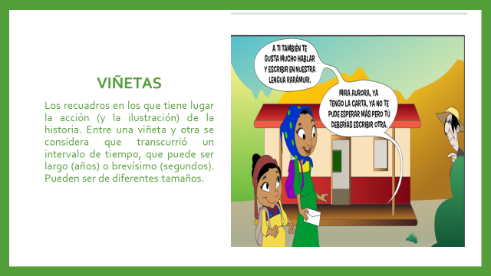 VIÑETAS
Los recuadros en los que tiene lugar
la acción (y la ilustración) de la
historia. Entre una viñeta y otra se
considera que transcurrió un
intervalo de tiempo, que puede ser
largo (años) o brevísimo (segundos).
Pueden ser de diferentes tamaños.
A TI TAMBIÉN TE
GUSTA MUCHO HABLAR
Y ESCRIBIR EN NUESTRA
LENGUA RARÁMURI.
MIRA AURORA, YA
TENGO LA CARTA, YA NO TE
PUDE ESPERAR MÁS PERO TÚ
DEBERÍAS ESCRIBIR OTRA.